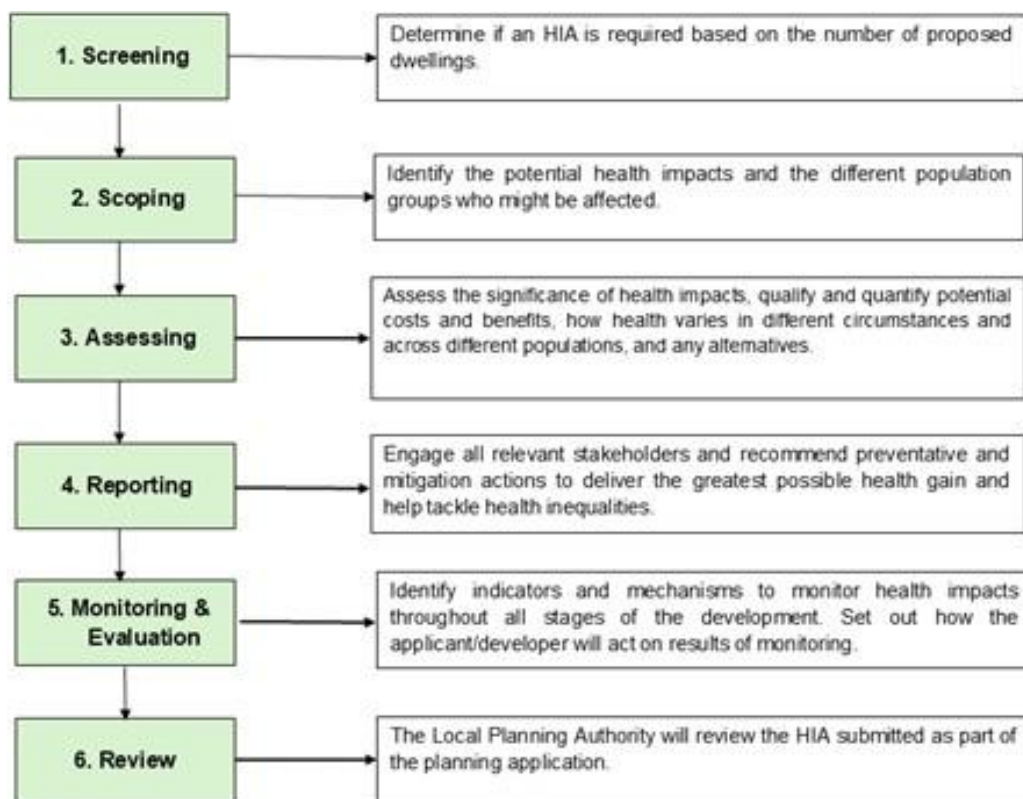 1. Screening
Determine if an HIA is required based on the number of proposed
dwellings.
2. Scoping
Identify the potential health impacts and the different population
groups who might be affected.
3. Assessing
Assess the significance of health impacts, qualify and quantify potential
costs and benefits, how health varies in different circumstances and
across different populations, and any alternatives.
4. Reporting
Engage all relevant stakeholders and recommend preventative and
mitigation actions to deliver the greatest possible health gain and
help tackle health inequalities.
5. Monitoring &
Evaluation
Identify indicators and mechanisms to monitor health impacts
throughout all stages of the development. Set out how the
applicant/developer will act on results of monitoring.
6. Review
The Local Planning Authority will review the HIA submitted as part of
the planning application.